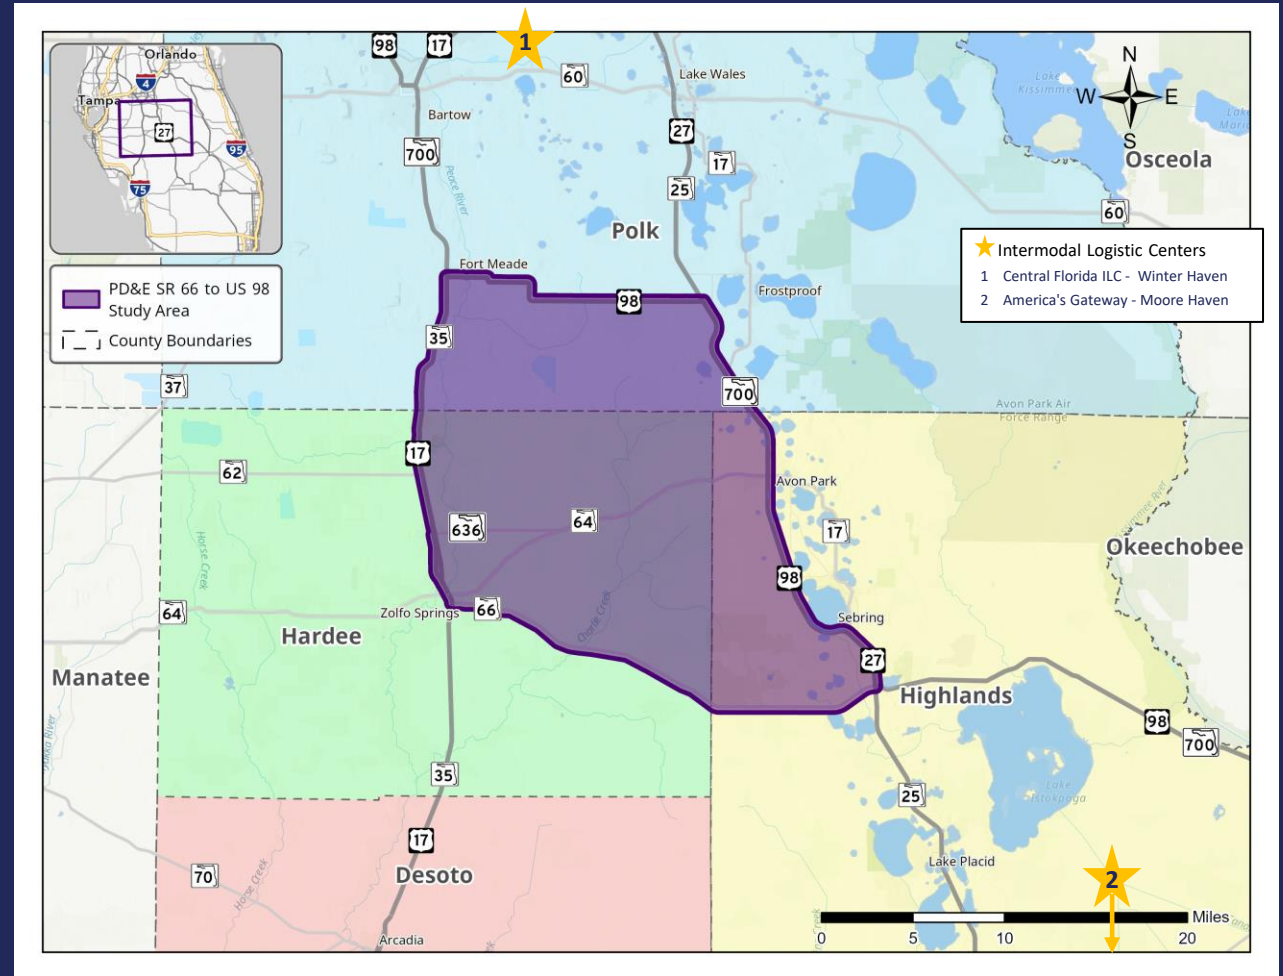 1
Orlando
4
Tampa
27
95
75
98
17
60
Lake Wales
Bartow
27
700
17
25
Peace River
Lake
Kissimmee
N
W
E
S
Osceola
60
Polk
Intermodal Logistic Centers
1 Central Florida ILC - Winter Haven
2 America's Gateway - Moore Haven
PD&E SR 66 to US 98
Study Area
County Boundaries
Fort Meade
98
Frostproof
35
37
700
Avon Park Air
Force Range
17
62
Avon Park
636
64
17
Horse Creek
Okeechobee
98
64
Zolfo Springs
66
Charlie Creek
Sebring
Hardee
27
Manatee
Highlands
98
700
35
25
Lake
Istokpoga
17
Lake Placid
70
Desoto
Horse Creek
2
Miles
0
5
10
20
Arcadia